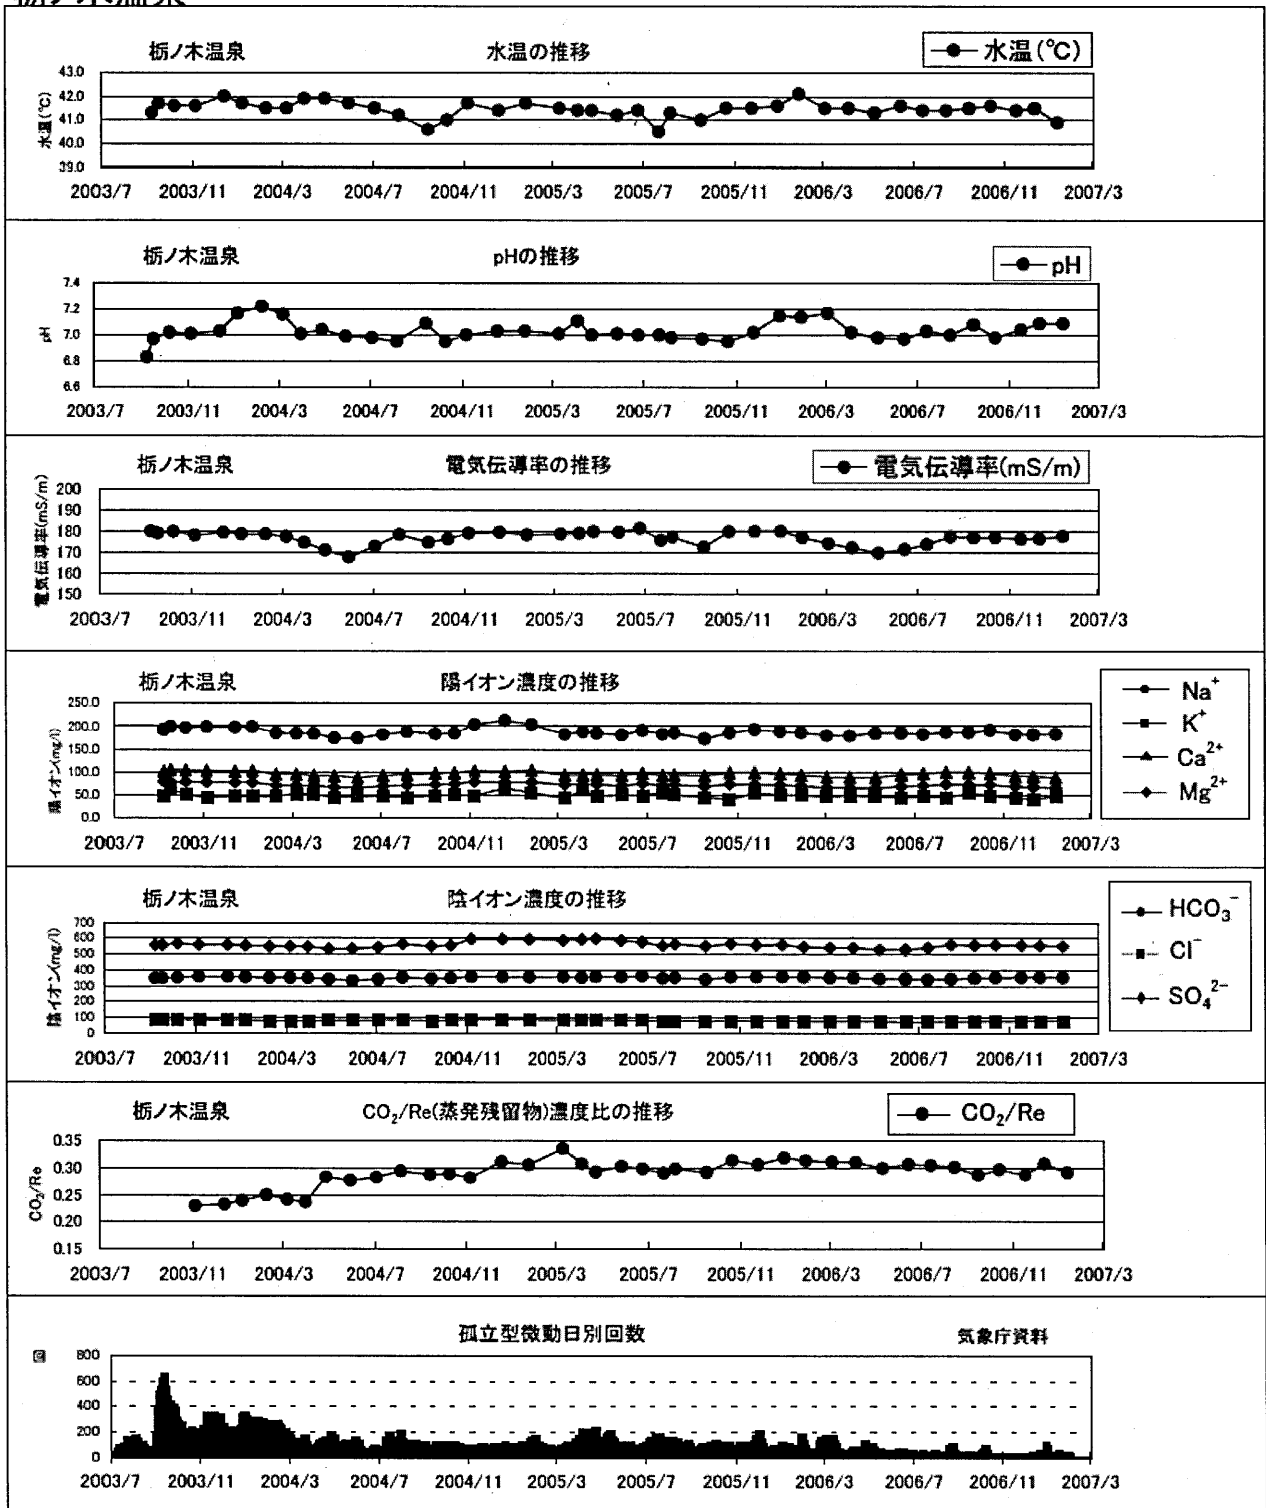 栃ノ木温泉
栃ノ木温泉 水温の推移 水温(℃)
水温(℃)
43.0
42.0
41.0
40.0
39.0
2003/7 2003/11 2004/3 2004/7 2004/11 2005/3 2005/7 2005/11 2006/3 2006/7 2006/11 2007/3
栃ノ木温泉 pHの推移 pH
pH
7.4
7.2
7.0
6.8
6.6
2003/7 2003/11 2004/3 2004/7 2004/11 2005/3 2005/7 2005/11 2006/3 2006/7 2006/11 2007/3
栃ノ木温泉 電気伝導率の推移 電気伝導率(mS/m)
電気伝導率(mS/m)
200
190
180
170
160
150
2003/7 2003/11 2004/3 2004/7 2004/11 2005/3 2005/7 2005/11 2006/3 2006/7 2006/11 2007/3
栃ノ木温泉 陽イオン濃度の推移
陽イオン(mg/l)
250.0
200.0
150.0
100.0
50.0
0.0
2003/7 2003/11 2004/3 2004/7 2004/11 2005/3 2005/7 2005/11 2006/3 2006/7 2006/11 2007/3
Na⁺
K⁺
Ca²⁺
Mg²⁺
栃ノ木温泉 陰イオン濃度の推移
陰イオン(mg/l)
700
600
500
400
300
200
100
0
2003/7 2003/11 2004/3 2004/7 2004/11 2005/3 2005/7 2005/11 2006/3 2006/7 2006/11 2007/3
HCO₃⁻
Cl⁻
SO₄²⁻
栃ノ木温泉 CO₂/Re(蒸発残留物)濃度比の推移 CO₂/Re
CO₂/Re
0.35
0.30
0.25
0.20
0.15
2003/7 2003/11 2004/3 2004/7 2004/11 2005/3 2005/7 2005/11 2006/3 2006/7 2006/11 2007/3
孤立型微動日別回数 気象庁資料
回
800
600
400
200
0
2003/7 2003/11 2004/3 2004/7 2004/11 2005/3 2005/7 2005/11 2006/3 2006/7 2006/11 2007/3